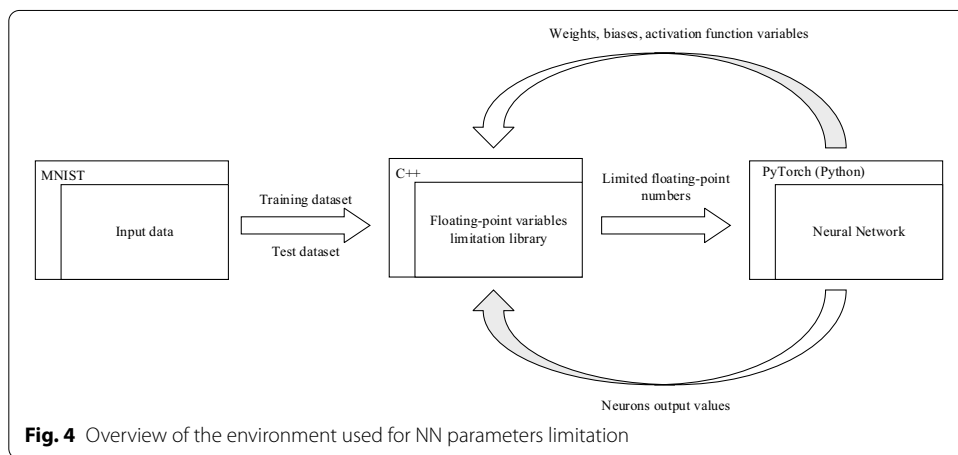 Weights, biases, activation function variables
MNIST
Input data
Training dataset
Test dataset
C++
Floating-point variables
limitation library
Limited floating-point
numbers
PyTorch (Python)
Neural Network
Neurons output values
Fig. 4 Overview of the environment used for NN parameters limitation